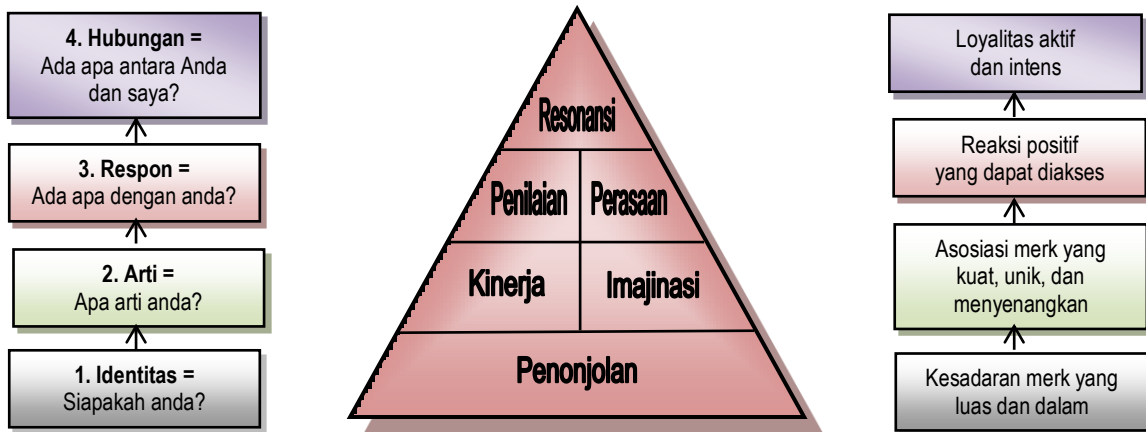 4. Hubungan =
Ada apa antara Anda
dan saya?
3. Respon =
Ada apa dengan anda?
2. Arti =
Apa arti anda?
1. Identitas =
Siapakah anda?
Resonansi
Penilaian
Perasaan
Kinerja
Imajinasi
Penonjolan
Loyalitas aktif
dan intens
Reaksi positif
yang dapat diakses
Asosiasi merk yang
kuat, unik, dan
menyenangkan
Kesadaran merk yang
luas dan dalam